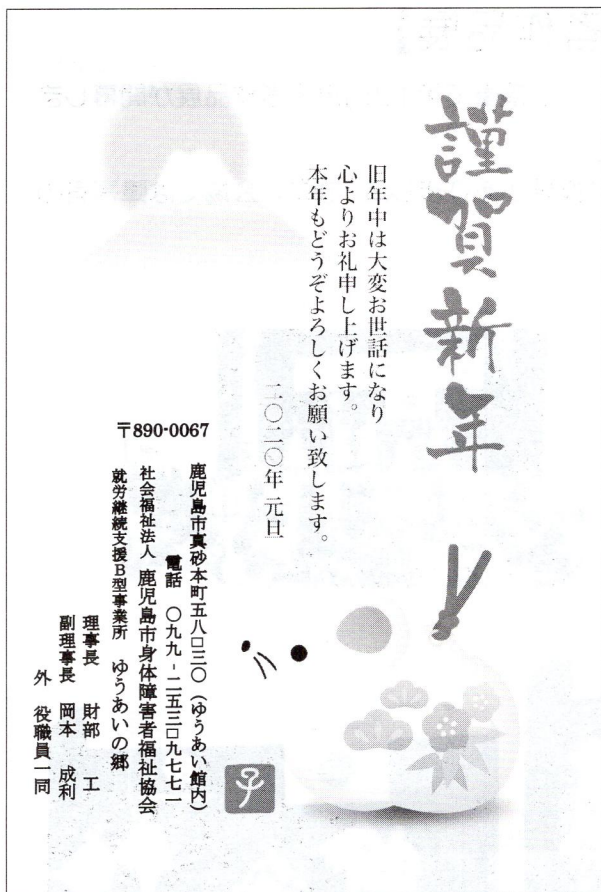 謹賀新年
旧年中は大変お世話になり
心よりお礼申し上げます。
本年もどうぞよろしくお願い致します。
二〇二〇年 元旦
〒890-0067
鹿児島市真砂本町五八□三〇(ゆうあい館内)
電話 〇九九-二五三□九七七一
社会福祉法人 鹿児島市身体障害者福祉協会
就労継続支援B型事業所 ゆうあいの郷
理事長 財部 工
副理事長 岡本 成利
外 役職員一同
子